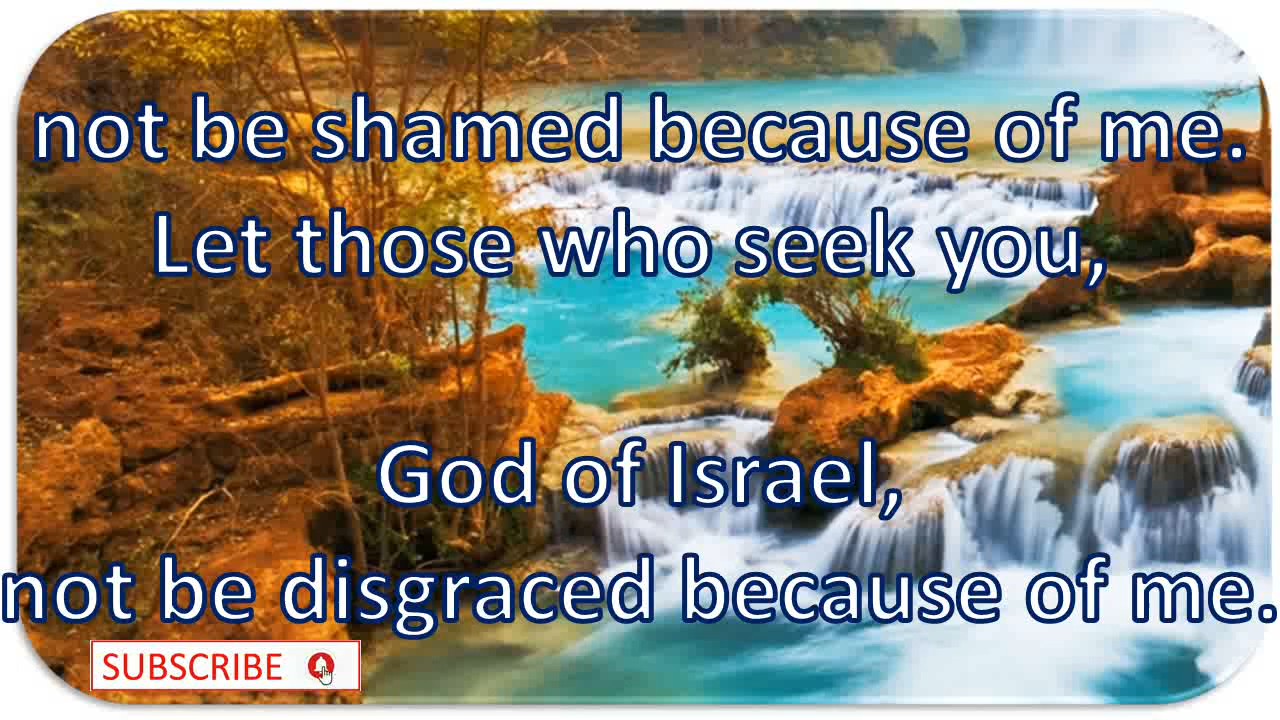 not be shamed because of me.
Let those who seek you,
God of Israel,
not be disgraced because of me.
SUBSCRIBE